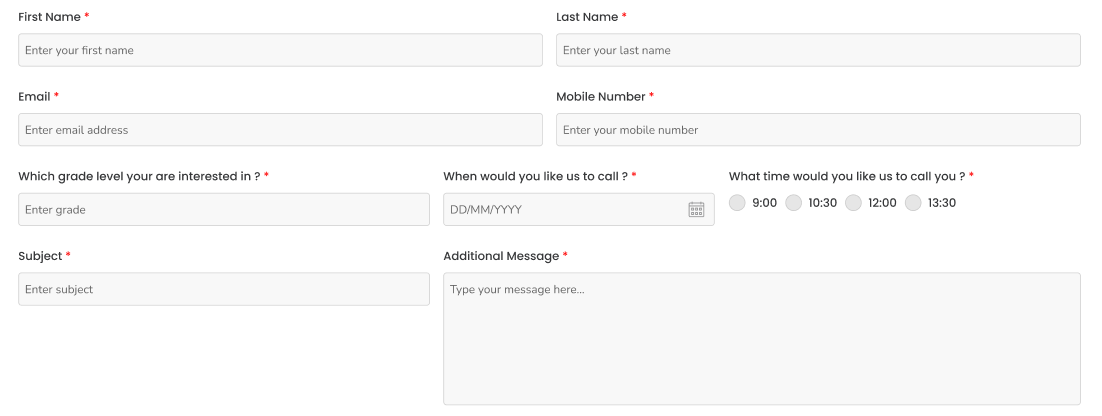 First Name *
Last Name *
Enter your first name
Enter your last name
Email *
Mobile Number *
Enter email address
Enter your mobile number
Which grade level your are interested in ? *
When would you like us to call ? *
What time would you like us to call you ? *
Enter grade
DD/MM/YYYY
9:00 10:30 12:00 13:30
Subject *
Additional Message *
Enter subject
Type your message here...